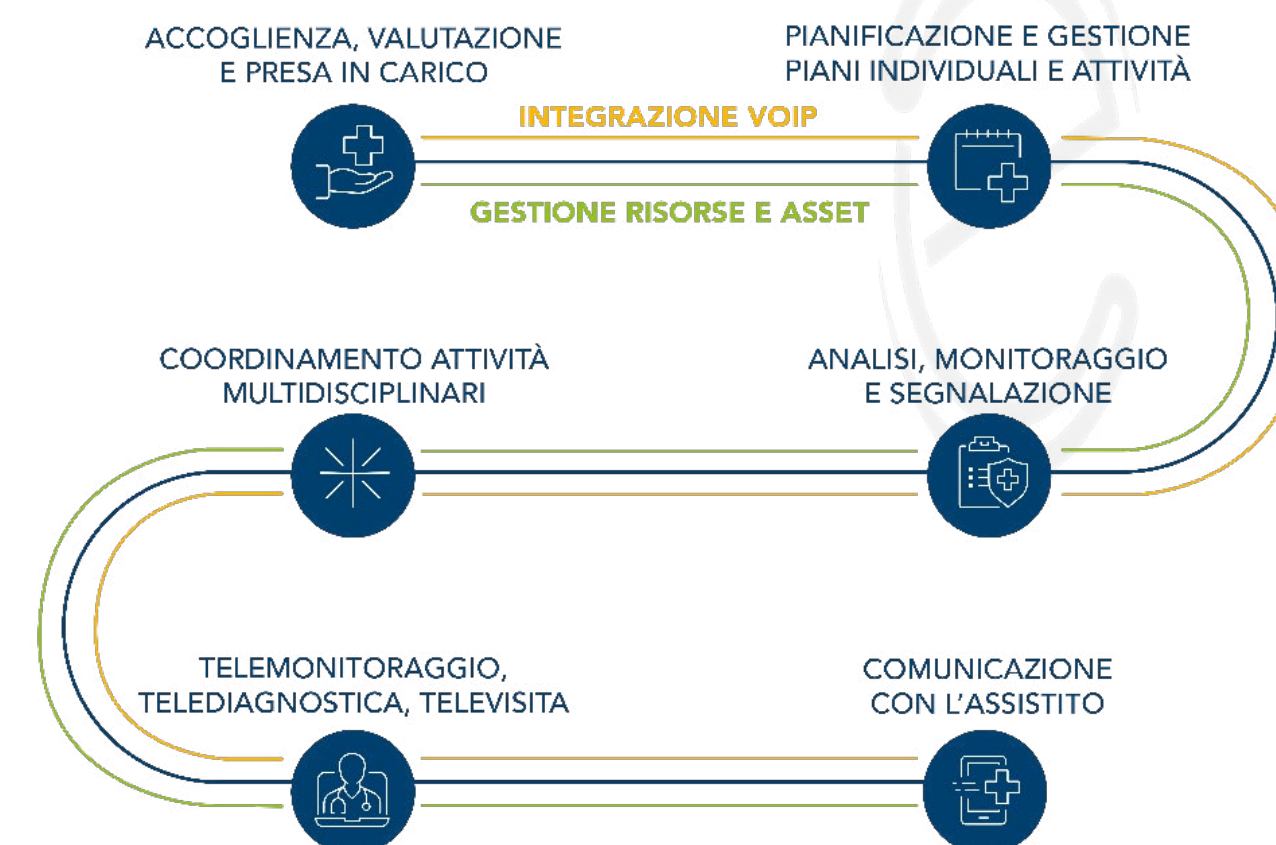 ACCOGLIENZA, VALUTAZIONE
E PRESA IN CARICO
PIANIFICAZIONE E GESTIONE
PIANI INDIVIDUALI E ATTIVITÀ
INTEGRAZIONE VOIP
GESTIONE RISORSE E ASSET
ANALISI, MONITORAGGIO
E SEGNALAZIONE
COORDINAMENTO ATTIVITÀ
MULTIDISCIPLINARI
TELEMONITORAGGIO,
TELEDIAGNOSTICA, TELEVISITA
COMUNICAZIONE
CON L'ASSISTITO